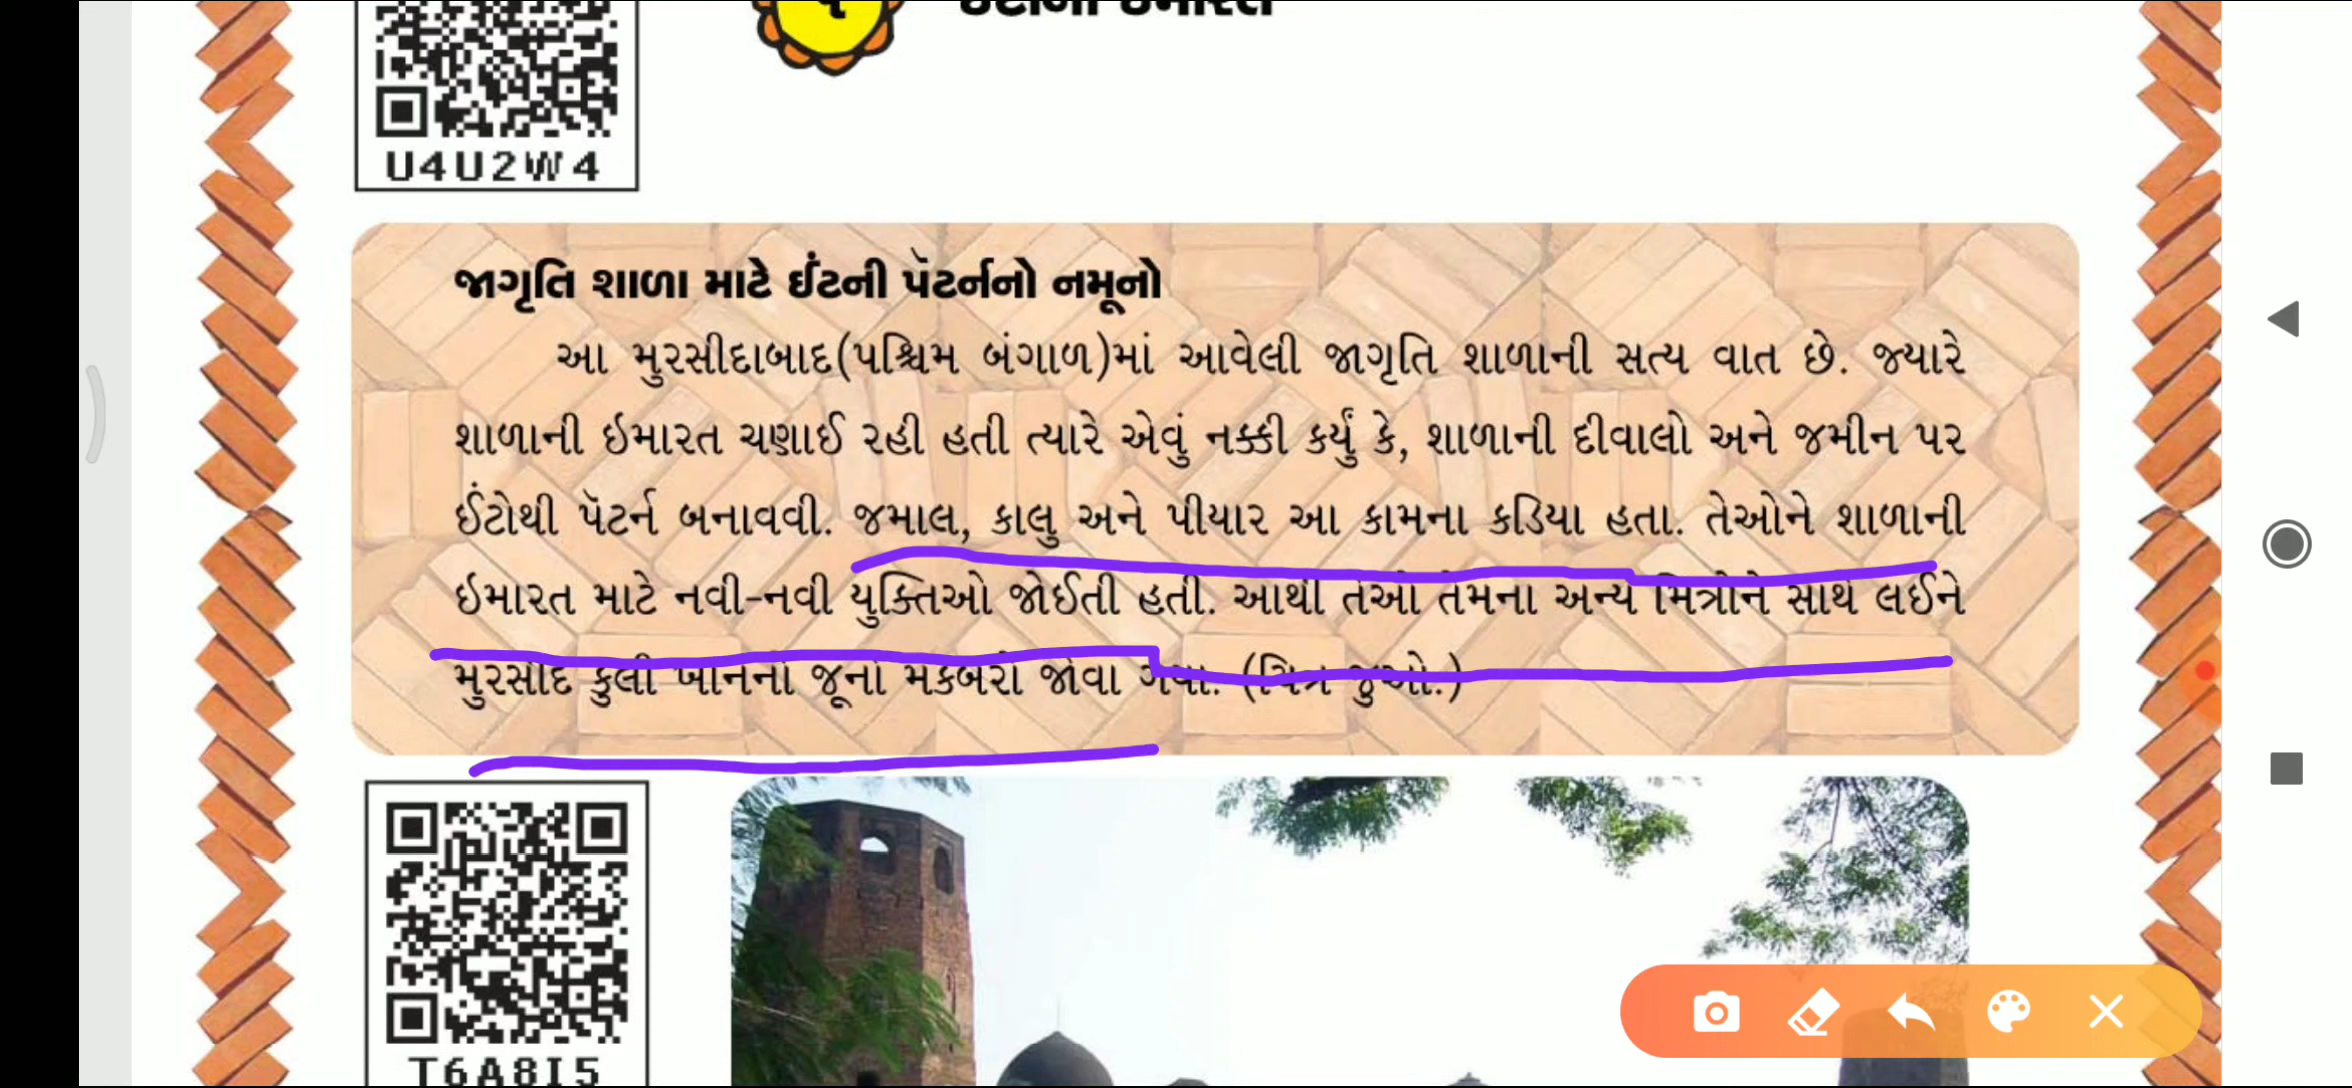 U4U2W4
જાગૃતિ શાળા માટે ઈંટની પૅટર્નનો નમૂનો
આ મુરસીદાબાદ(પશ્ચિમ બંગાળ)માં આવેલી જાગૃતિ શાળાની સત્ય વાત છે. જ્યારે
શાળાની ઇમારત ચણાઈ રહી હતી ત્યારે એવું નક્કી કર્યું કે, શાળાની દીવાલો અને જમીન પર
ઈંટોથી પૅટર્ન બનાવવી. જમાલ, કાલુ અને પીયાર આ કામના કડિયા હતા. તેઓને શાળાની
ઇમારત માટે નવી-નવી યુક્તિઓ જોઈતી હતી. આથી તેઓ તેમના અન્ય મિત્રોને સાથે લઈને
મુરસીદ કુલી ખાનનો જૂનો મકબરો જોવા ગયા. (ચિત્ર જુઓ.)
T6A8I5